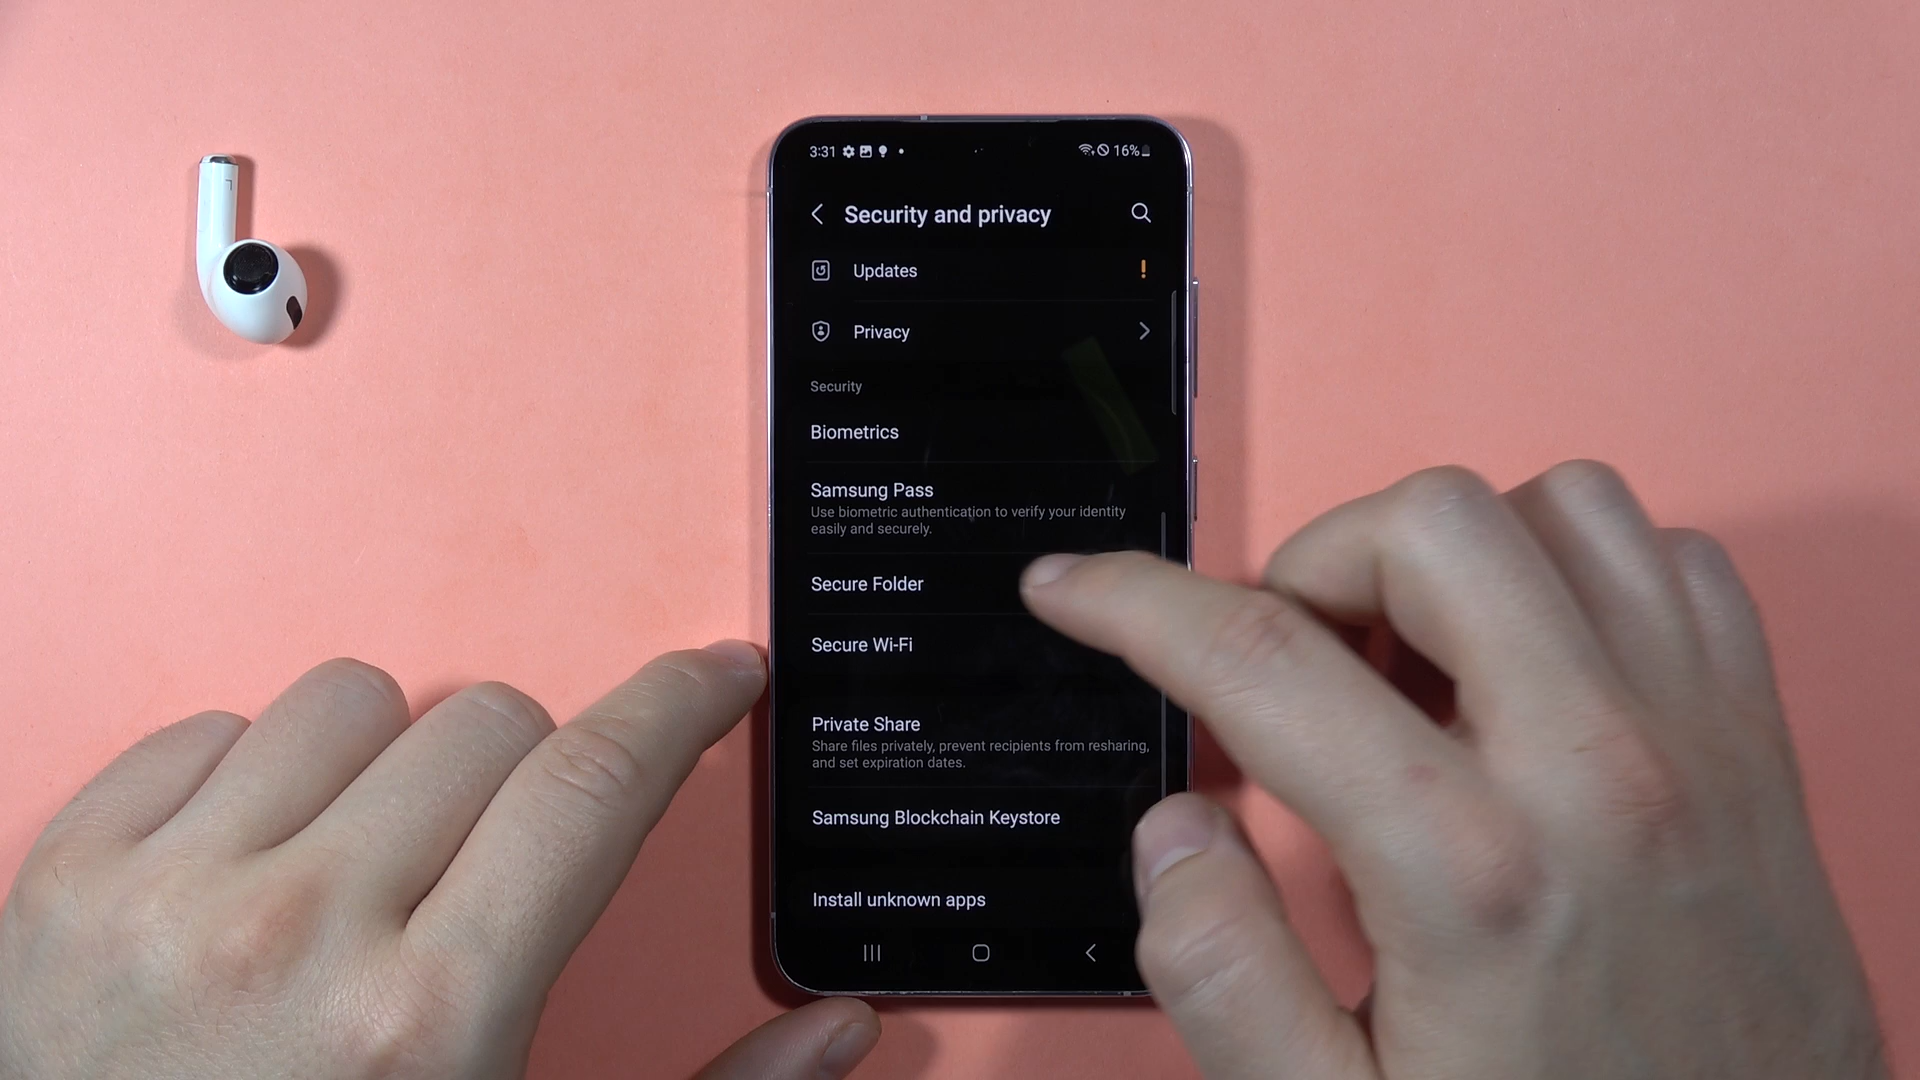 3:31 16%
Security and privacy
Updates
Privacy
Security
Biometrics
Samsung Pass
Use biometric authentication to verify your identity
easily and securely.
Secure Folder
Secure Wi-Fi
Private Share
Share files privately, prevent recipients from resharing,
and set expiration dates.
Samsung Blockchain Keystore
Install unknown apps
L